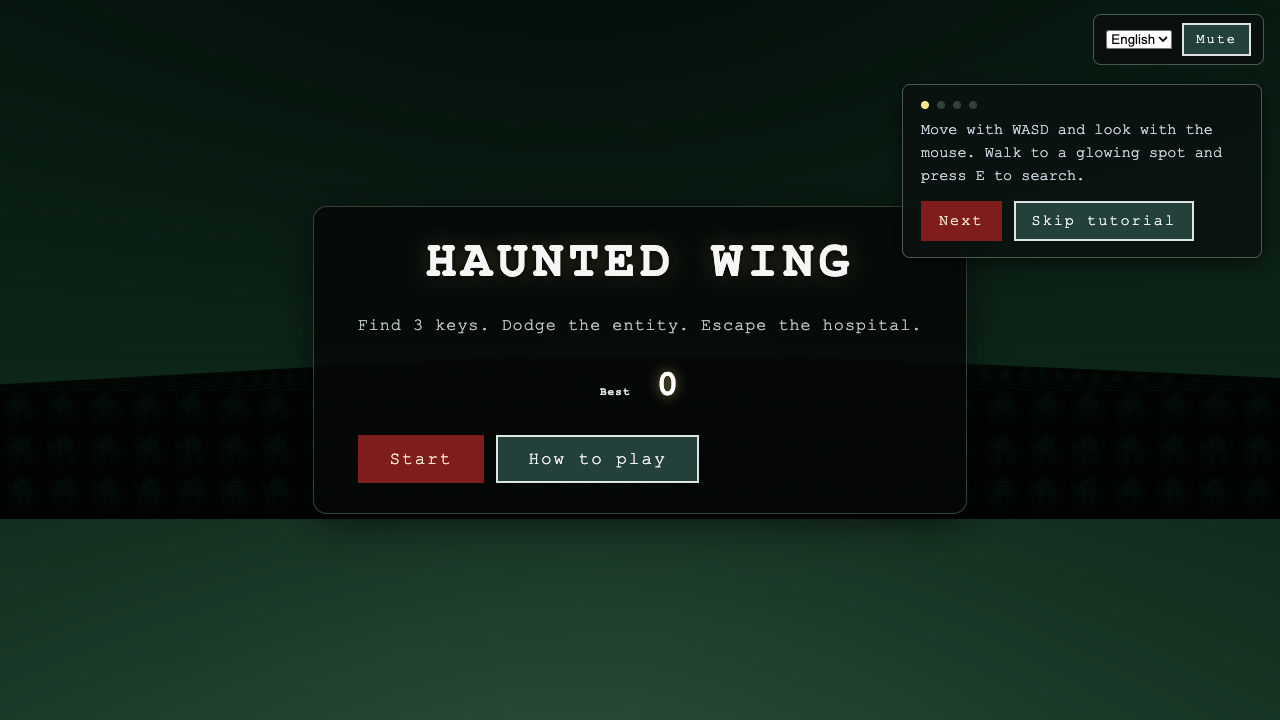 English
Mute
Move with WASD and look with the
mouse. Walk to a glowing spot and
press E to search.
Next
Skip tutorial
HAUNTED WING
Find 3 keys. Dodge the entity. Escape the hospital.
Best 0
Start
How to play